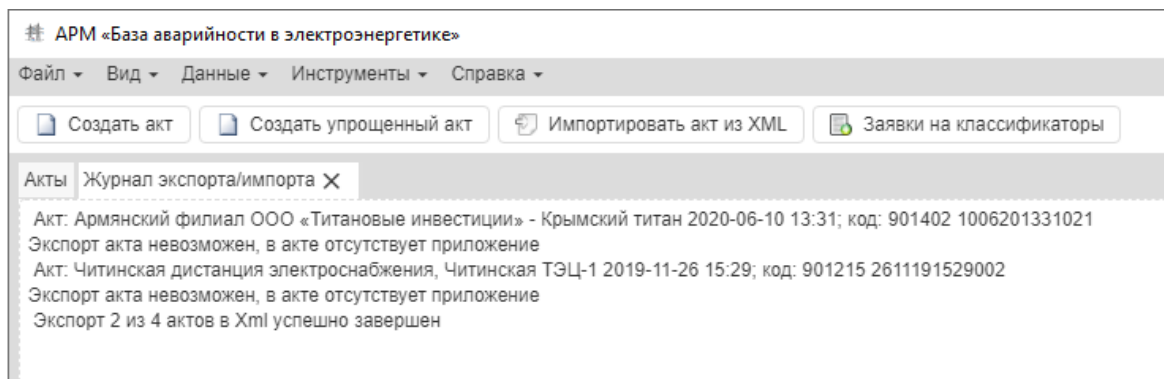 АРМ «База аварийности в электроэнергетике»
Файл Вид Данные Инструменты Справка
Создать акт Создать упрощенный акт Импортировать акт из XML Заявки на классификаторы
Акты Журнал экспорта/импорта
Акт: Армянский филиал ООО «Титановые инвестиции» - Крымский титан 2020-06-10 13:31; код: 901402 1006201331021
Экспорт акта невозможен, в акте отсутствует приложение
Акт: Читинская дистанция электроснабжения, Читинская ТЭЦ-1 2019-11-26 15:29; код: 901215 2611191529002
Экспорт акта невозможен, в акте отсутствует приложение
Экспорт 2 из 4 актов в Xml успешно завершен